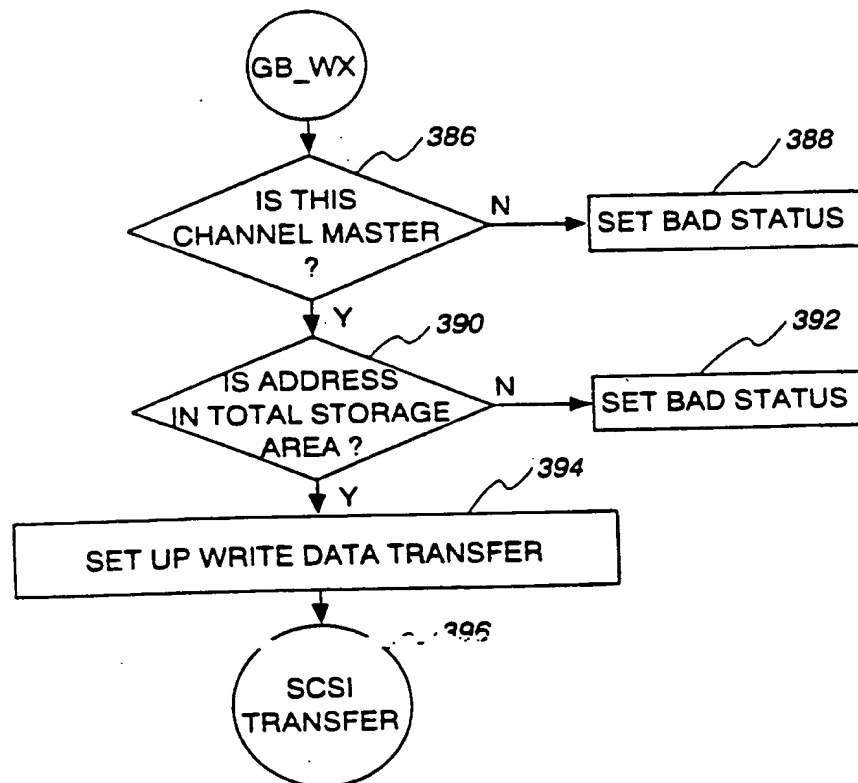 GB_WX
386
IS THIS
CHANNEL MASTER
?
N
388
SET BAD STATUS
Y
390
IS ADDRESS
IN TOTAL STORAGE
AREA ?
N
392
SET BAD STATUS
Y
394
SET UP WRITE DATA TRANSFER
396
SCSI
TRANSFER